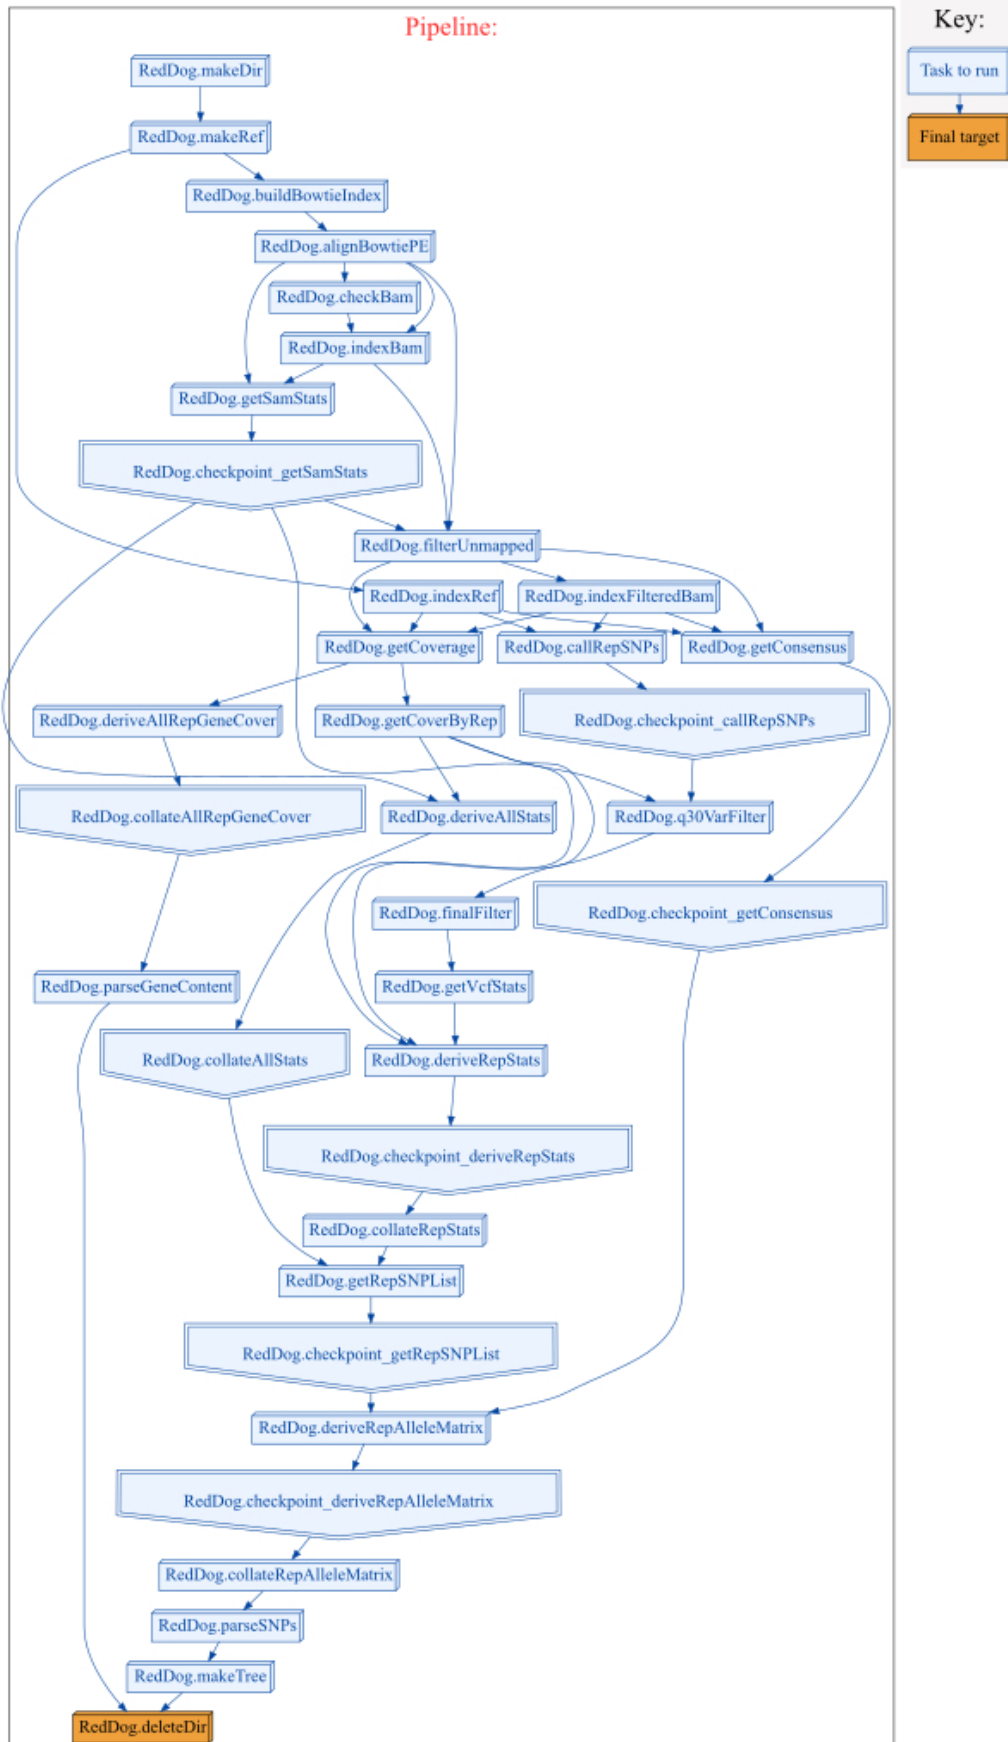 Pipeline:
Key:
Task to run
Final target
RedDog.makeDir
RedDog.makeRef
RedDog.buildBowtieIndex
RedDog.alignBowtiePE
RedDog.checkBam
RedDog.indexBam
RedDog.getSamStats
RedDog.checkpoint_getSamStats
RedDog.filterUnmapped
RedDog.indexRef
RedDog.indexFilteredBam
RedDog.getCoverage
RedDog.callRepSNPs
RedDog.getConsensus
RedDog.deriveAllRepGeneCover
RedDog.getCoverByRep
RedDog.checkpoint_callRepSNPs
RedDog.collateAllRepGeneCover
RedDog.deriveAllStats
RedDog.q30VarFilter
RedDog.finalFilter
RedDog.checkpoint_getConsensus
RedDog.parseGeneContent
RedDog.getVcfStats
RedDog.collateAllStats
RedDog.deriveRepStats
RedDog.checkpoint_deriveRepStats
RedDog.collateRepStats
RedDog.getRepSNPList
RedDog.checkpoint_getRepSNPList
RedDog.deriveRepAlleleMatrix
RedDog.checkpoint_deriveRepAlleleMatrix
RedDog.collateRepAlleleMatrix
RedDog.parseSNPs
RedDog.makeTree
RedDog.deleteDir